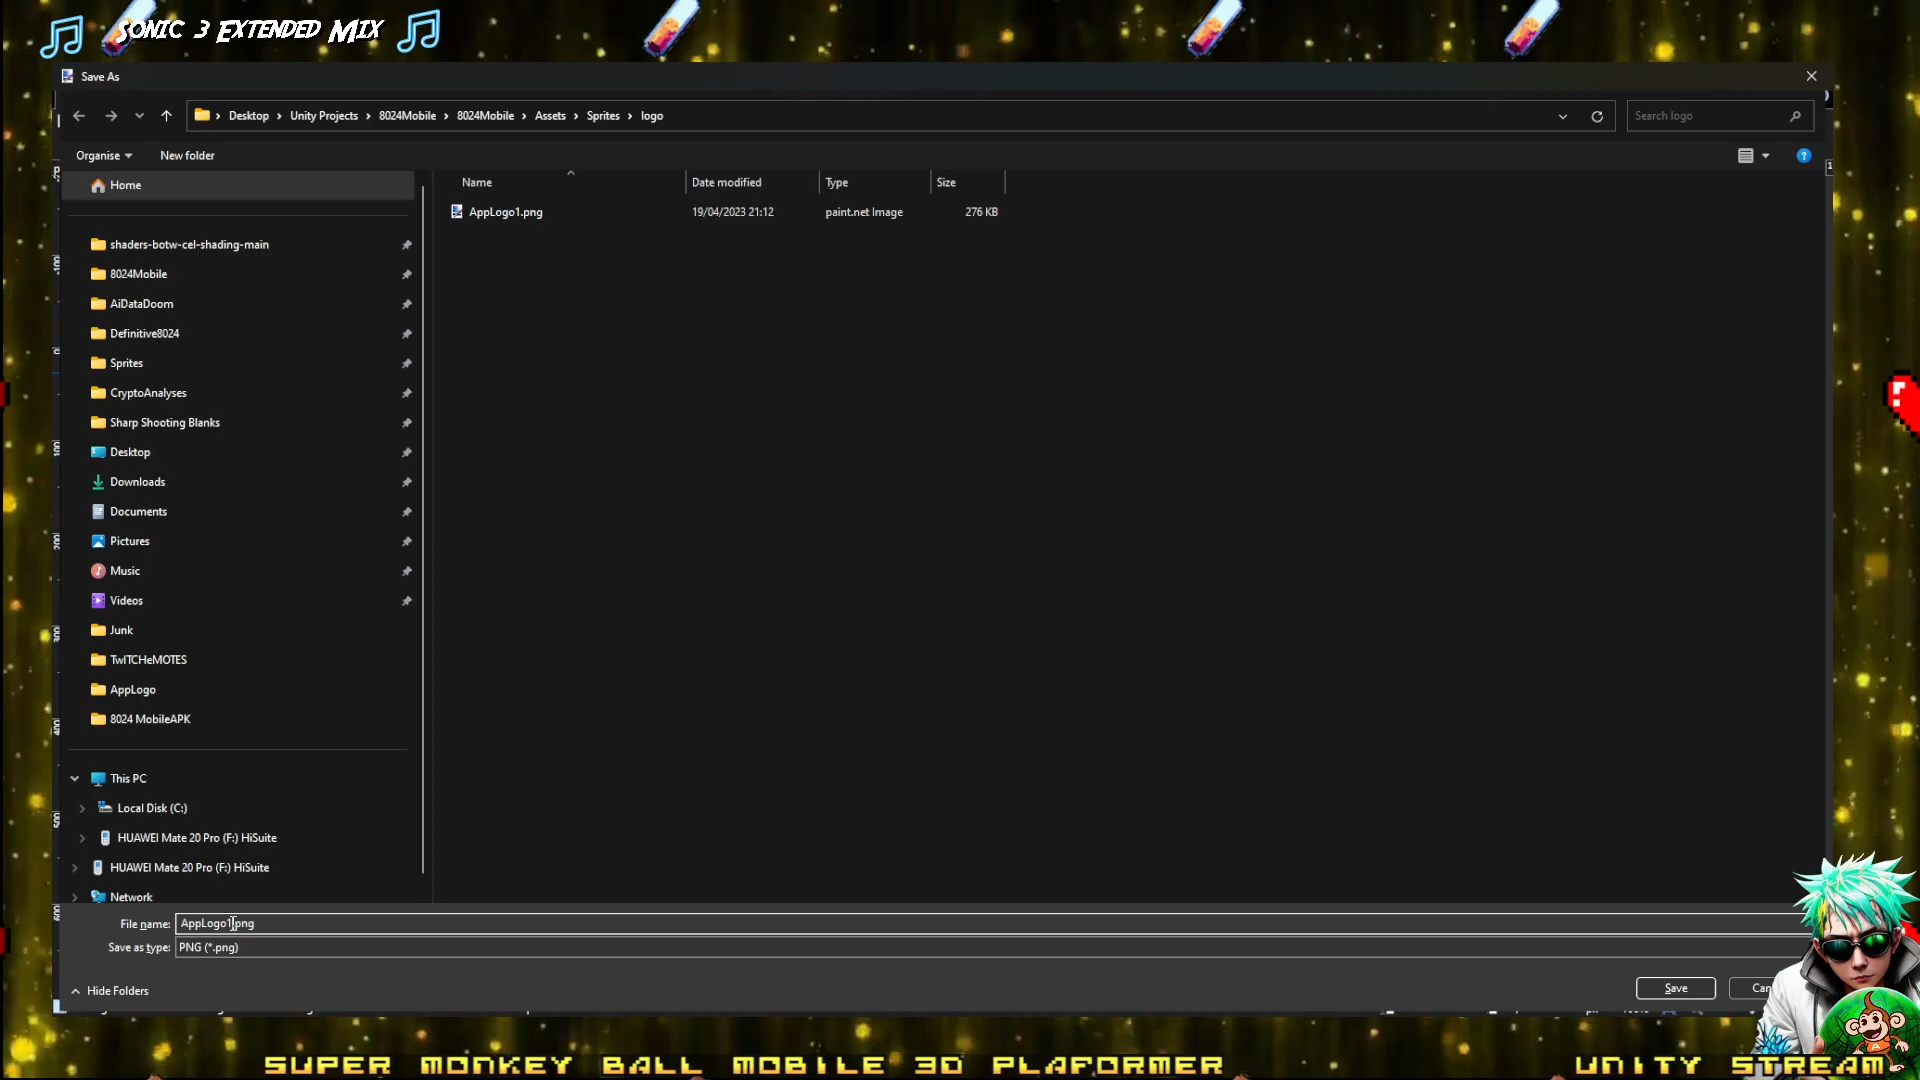 Sonic 3 Extended Mix
Save As
Desktop > Unity Projects > 8024Mobile > 8024Mobile > Assets > Sprites > logo
Search logo
Organise
New folder
Name
Date modified
Type
Size
AppLogo1.png
19/04/2023 21:12
paint.net Image
276 KB
Home
shaders-botw-cel-shading-main
8024Mobile
AiDataDoom
Definitive8024
Sprites
CryptoAnalyses
Sharp Shooting Blanks
Desktop
Downloads
Documents
Pictures
Music
Videos
Junk
TwITCHeMOTES
AppLogo
8024 MobileAPK
This PC
Local Disk (C:)
HUAWEI Mate 20 Pro (F:) HiSuite
HUAWEI Mate 20 Pro (F:) HiSuite
Network
File name: AppLogo1.png
Save as type: PNG (*.png)
Hide Folders
Save
Can
SUPER MONKEY BALL MOBILE 3D PLAFORMER
UNITY STREAM